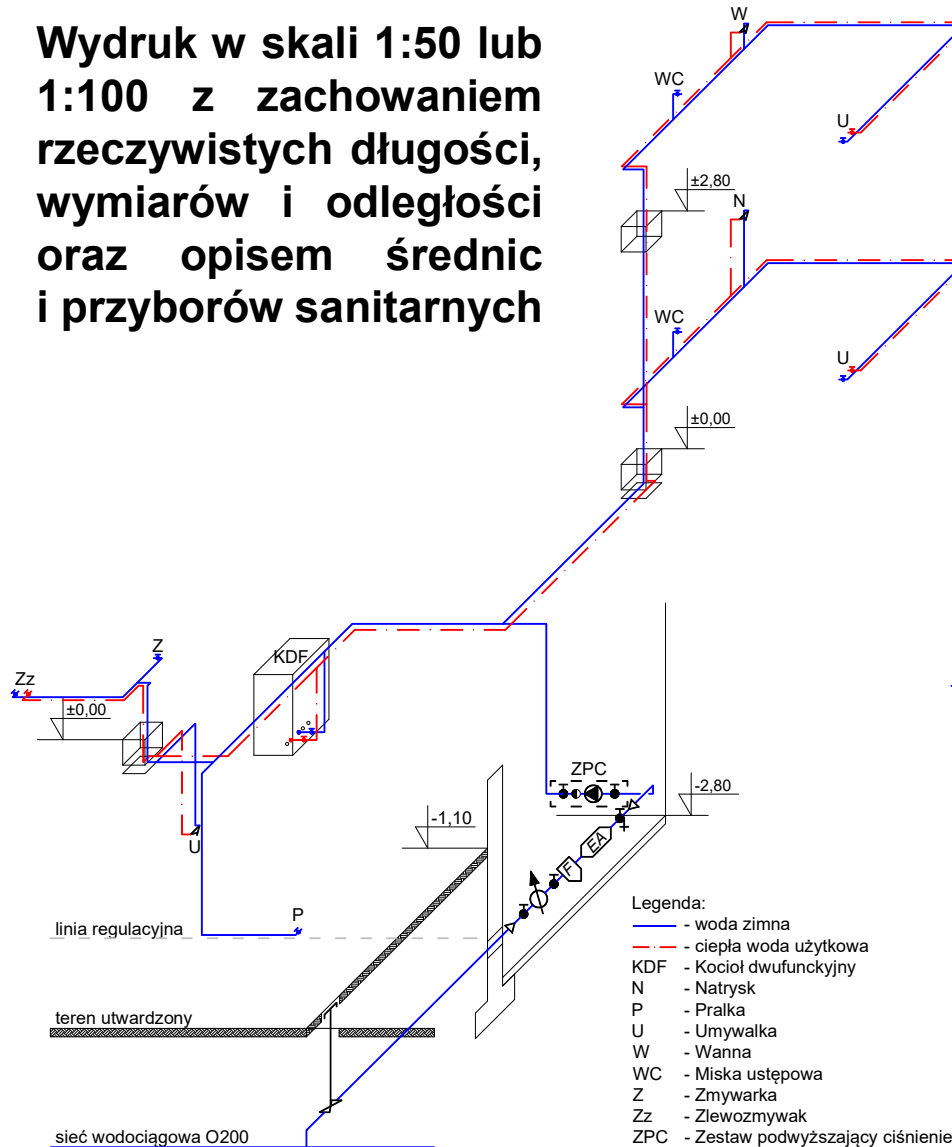 Wydruk w skali 1:50 lub
1:100 z zachowaniem
rzeczywistych długości,
wymiarów i odległości
oraz opisem średnic
i przyborów sanitarnych
W
WC
U
±2,80
N
WC
U
±0,00
KDF
Z
Zz
±0,00
ZPC
-2,80
-1,10
U
EA
F
P
linia regulacyjna
teren utwardzony
sieć wodociągowa O200
Legenda:
- woda zimna
- ciepła woda użytkowa
KDF - Kocioł dwufunckyjny
N - Natrysk
P - Pralka
U - Umywalka
W - Wanna
WC - Miska ustępowa
Z - Zmywarka
Zz - Zlewozmywak
ZPC - Zestaw podwyższający ciśnienie